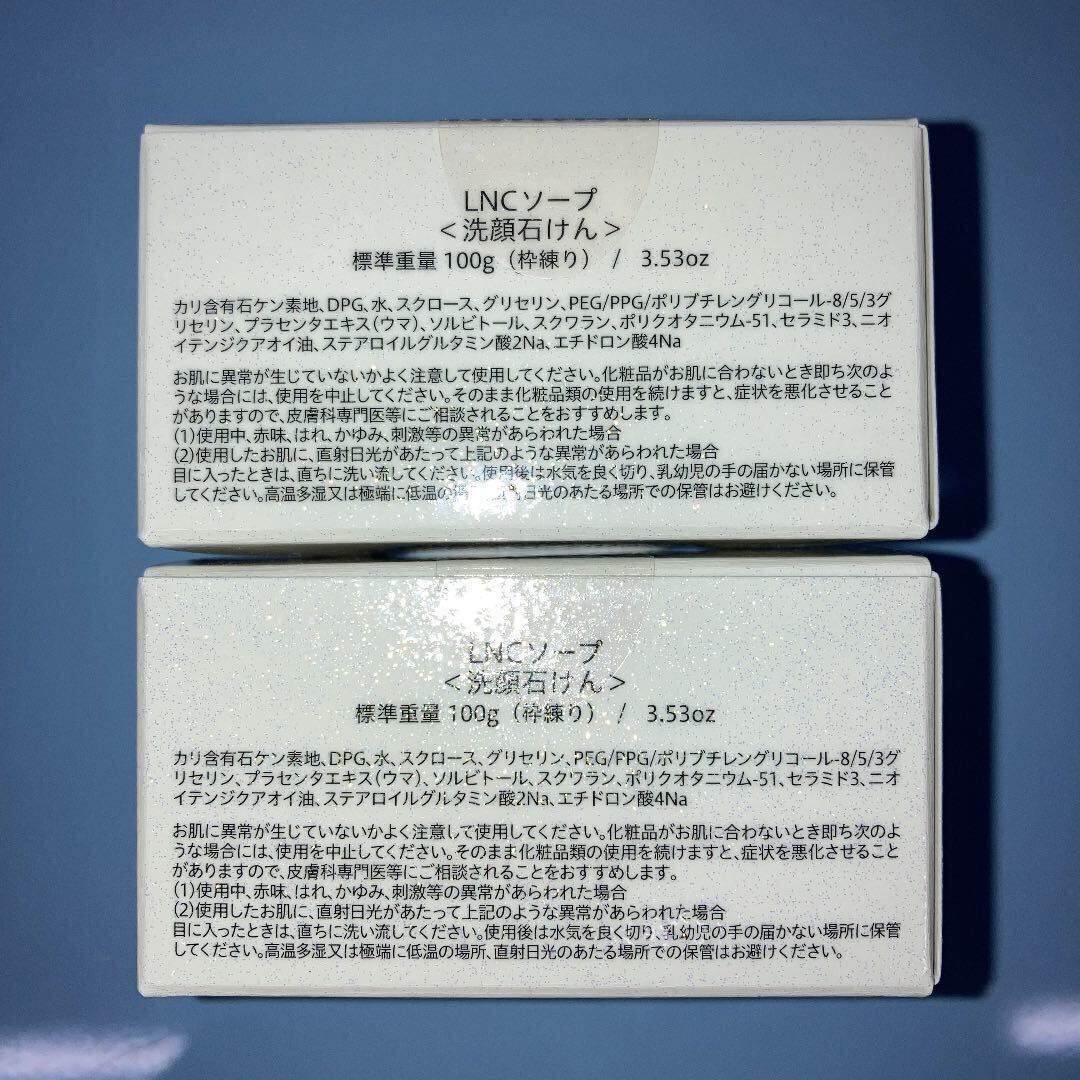 LNCソープ
＜洗顔石けん＞
標準重量 100g（枠練り） / 3.53oz
カリ含有石ケン素地、DPG、水、スクロース、グリセリン、PEG/PPG/ポリブチレングリコール-8/5/3グ
リセリン、プラセンタエキス（ウマ）、ソルビトール、スクワラン、ポリクオタニウム-51、セラミド3、ニオ
イテンジクアオイ油、ステアロイルグルタミン酸2Na、エチドロン酸4Na
お肌に異常が生じていないかよく注意して使用してください。化粧品がお肌に合わないとき即ち次のよ
うな場合には、使用を中止してください。そのまま化粧品類の使用を続けますと、症状を悪化させること
がありますので、皮膚科専門医等にご相談されることをおすすめします。
(1)使用中、赤味、はれ、かゆみ、刺激等の異常があらわれた場合
(2)使用したお肌に、直射日光があたって上記のような異常があらわれた場合
目に入ったときは、直ちに洗い流してください。使用後は水気を良く切り、乳幼児の手の届かない場所に保管
してください。高温多湿又は極端に低温の 日光のあたる場所での保管はお避けください。
LNCソープ
＜洗顔石けん＞
標準重量 100g（枠練り） / 3.53oz
カリ含有石ケン素地、DPG、水、スクロース、グリセリン、PEG/PPG/ポリブチレングリコール-8/5/3グ
リセリン、プラセンタエキス（ウマ）、ソルビトール、スクワラン、ポリクオタニウム-51、セラミド3、ニオ
イテンジクアオイ油、ステアロイルグルタミン酸2Na、エチドロン酸4Na
お肌に異常が生じていないかよく注意して使用してください。化粧品がお肌に合わないとき即ち次のよ
うな場合には、使用を中止してください。そのまま化粧品類の使用を続けますと、症状を悪化させること
がありますので、皮膚科専門医等にご相談されることをおすすめします。
(1)使用中、赤味、はれ、かゆみ、刺激等の異常があらわれた場合
(2)使用したお肌に、直射日光があたって上記のような異常があらわれた場合
目に入ったときは、直ちに洗い流してください。使用後は水気を良く切り、乳幼児の手の届かない場所に保管
してください。高温多湿又は極端に低温の場所、直射日光のあたる場所での保管はお避けください。